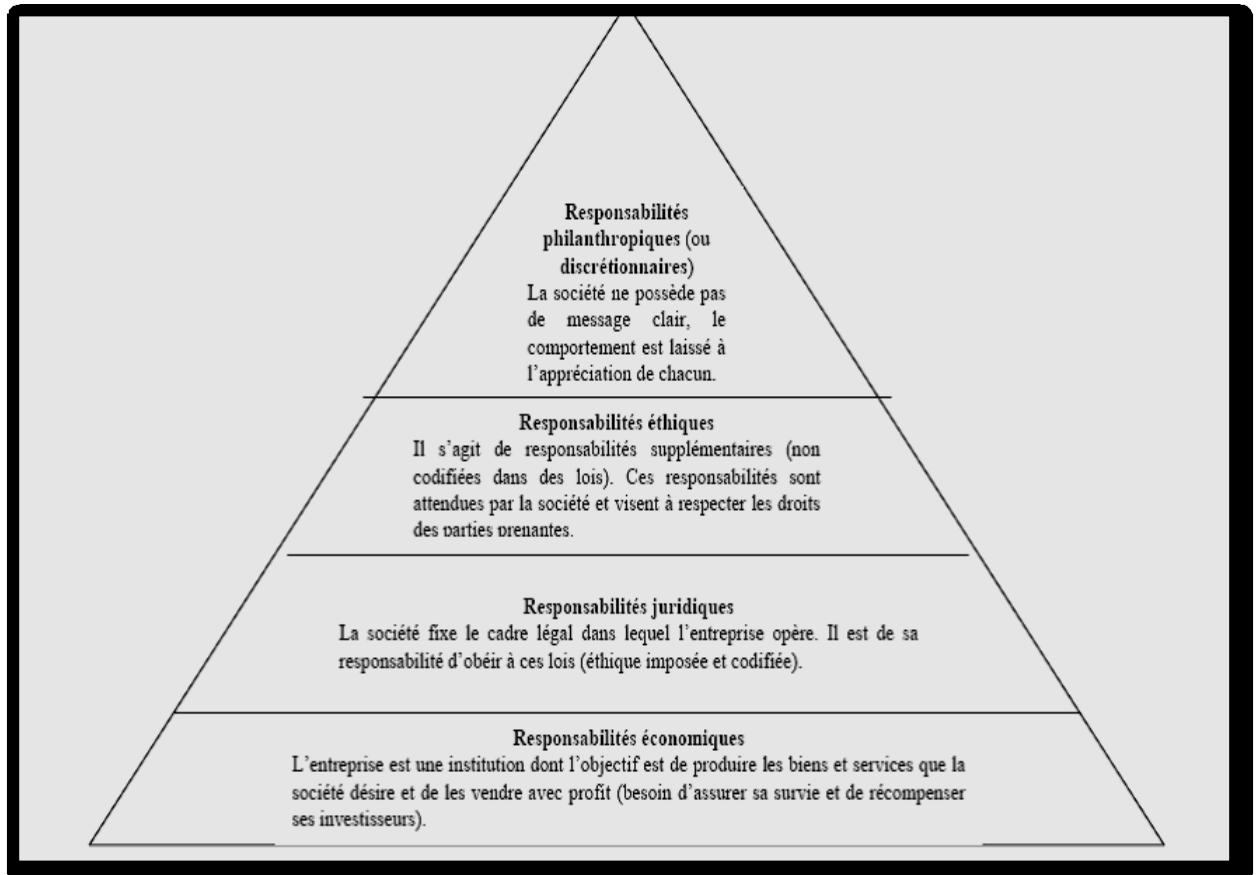 Responsabilités
philanthropiques (ou
discrétionnaires)
La société ne possède pas
de message clair, le
comportement est laissé à
l’appréciation de chacun.
Responsabilités éthiques
Il s’agit de responsabilités supplémentaires (non
codifiées dans des lois). Ces responsabilités sont
attendues par la société et visent à respecter les droits
des parties prenantes.
Responsabilités juridiques
La société fixe le cadre légal dans lequel l’entreprise opère. Il est de sa
responsabilité d’obéir à ces lois (éthique imposée et codifiée).
Responsabilités économiques
L’entreprise est une institution dont l’objectif est de produire les biens et services que la
société désire et de les vendre avec profit (besoin d’assurer sa survie et de récompenser
ses investisseurs).